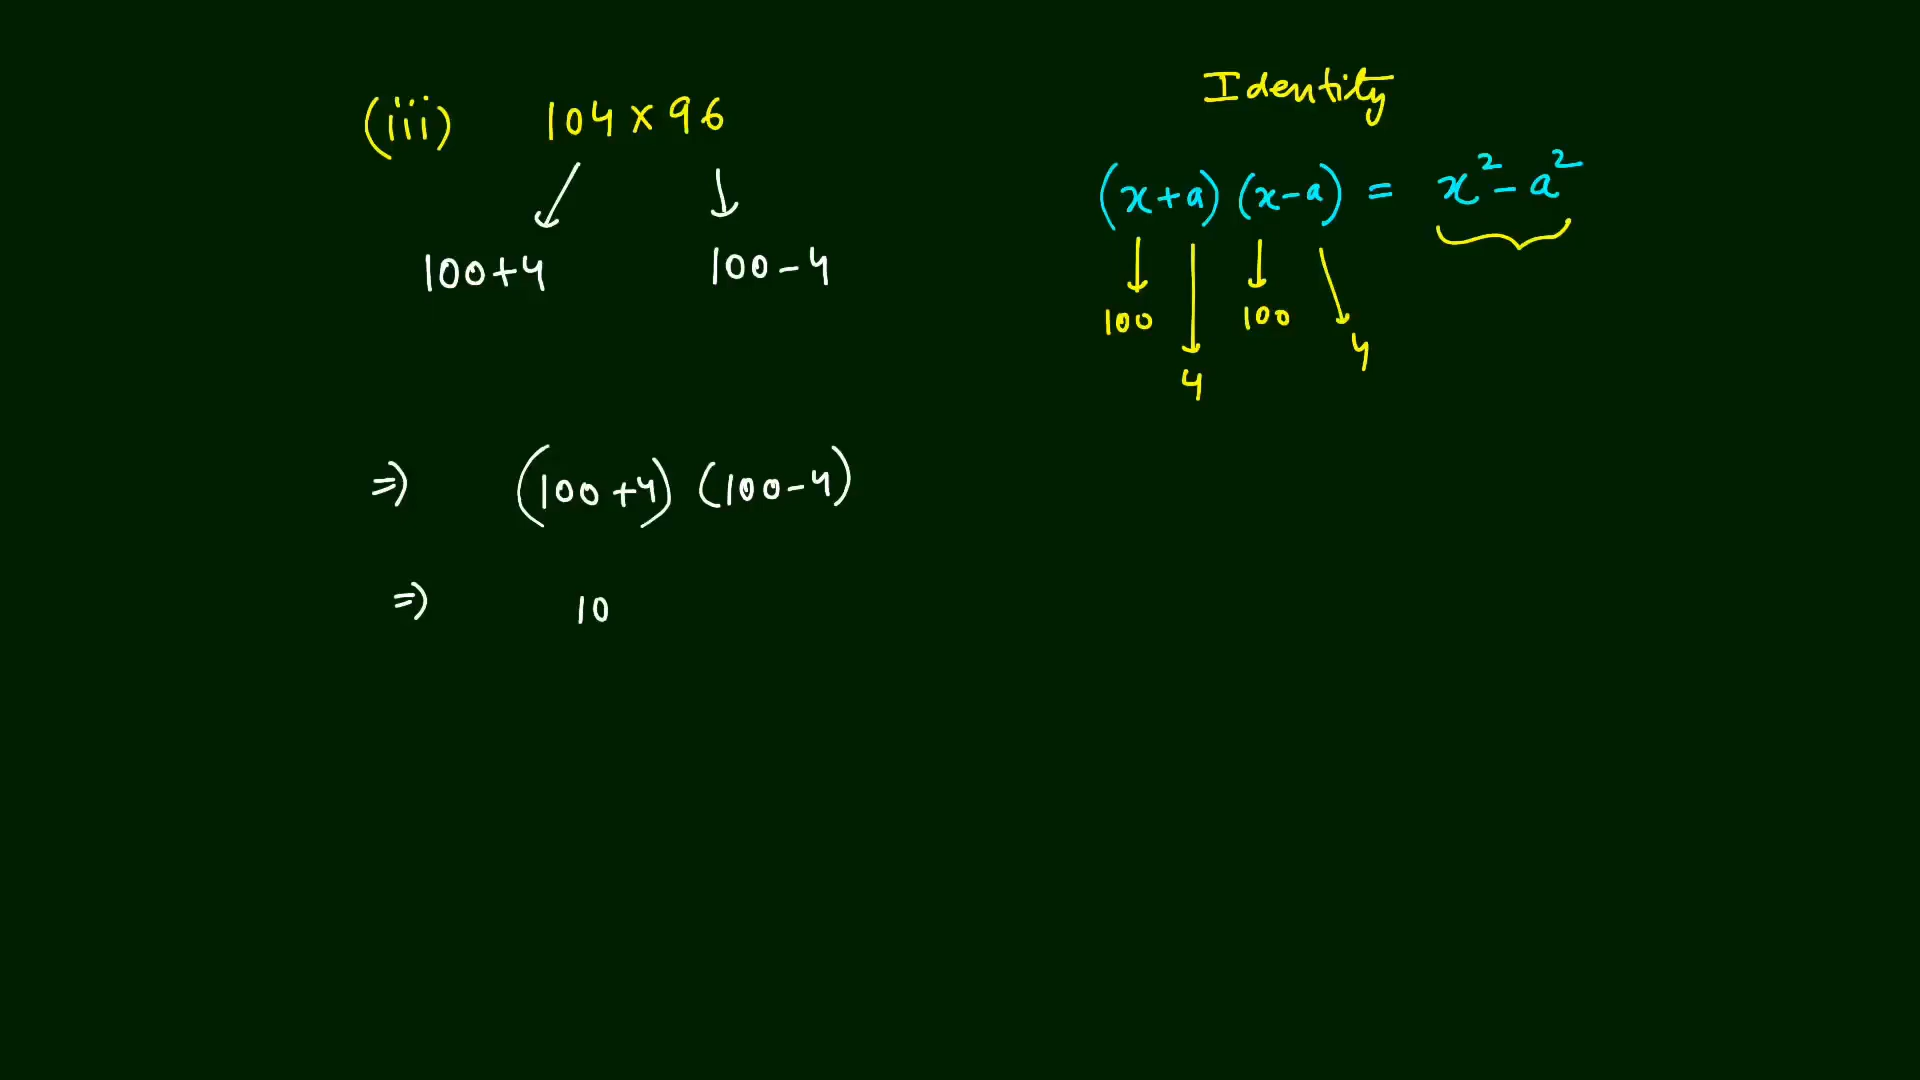 (iii) 104 × 96
100+4 100-4
⇒ (100+4) (100-4)
⇒ 10
Identity
(x+a) (x-a) = x²-a²
100 100
4 4